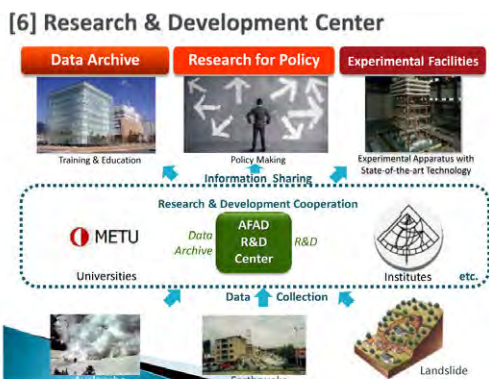 [6] Research & Development Center
Data Archive
Research for Policy
Experimental Facilities
Training & Education
Policy Making
Experimental Apparatus with
State-of-the-art Technology
Information Sharing
Research & Development Cooperation
METU
Data
Archive
AFAD
R&D
Center
R&D
Universities
Institutes
etc.
Data Collection
Earthquake
Landslide